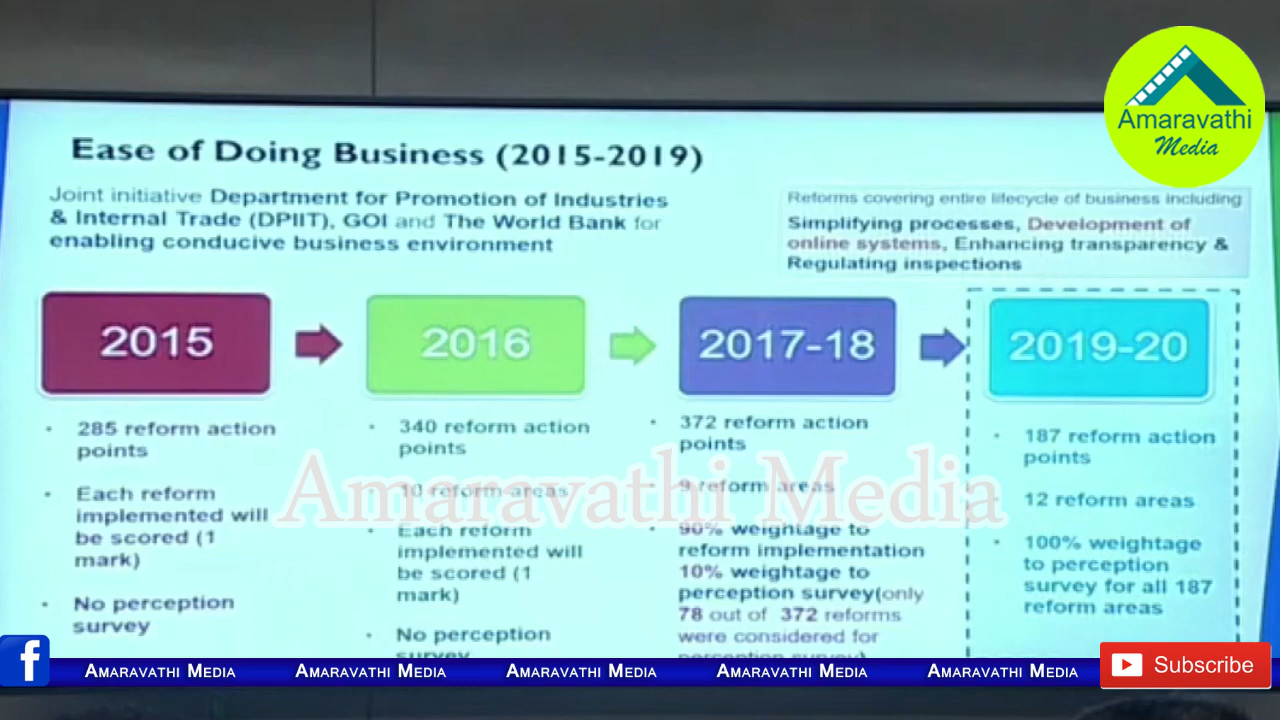 Amaravathi
Media
Ease of Doing Business (2015-2019)
Joint initiative Department for Promotion of Industries
& Internal Trade (DPIIT), GOI and The World Bank for
enabling conducive business environment
Reforms covering entire lifecycle of business including
Simplifying processes, Development of
online systems, Enhancing transparency &
Regulating inspections
2015
• 285 reform action
points
• Each reform
implemented will
be scored (1
mark)
• No perception
survey
2016
• 340 reform action
points
• 10 reform areas
• Each reform
implemented will
be scored (1
mark)
• No perception
survey
2017-18
• 372 reform action
points
• 9 reform areas
• 90% weightage to
reform implementation
10% weightage to
perception survey(only
78 out of 372 reforms
were considered for
perception survey)
2019-20
• 187 reform action
points
• 12 reform areas
• 100% weightage
to perception
survey for all 187
reform areas
Amaravathi Media
f
Amaravathi Media Amaravathi Media Amaravathi Media Amaravathi Media Amaravathi Media
Subscribe